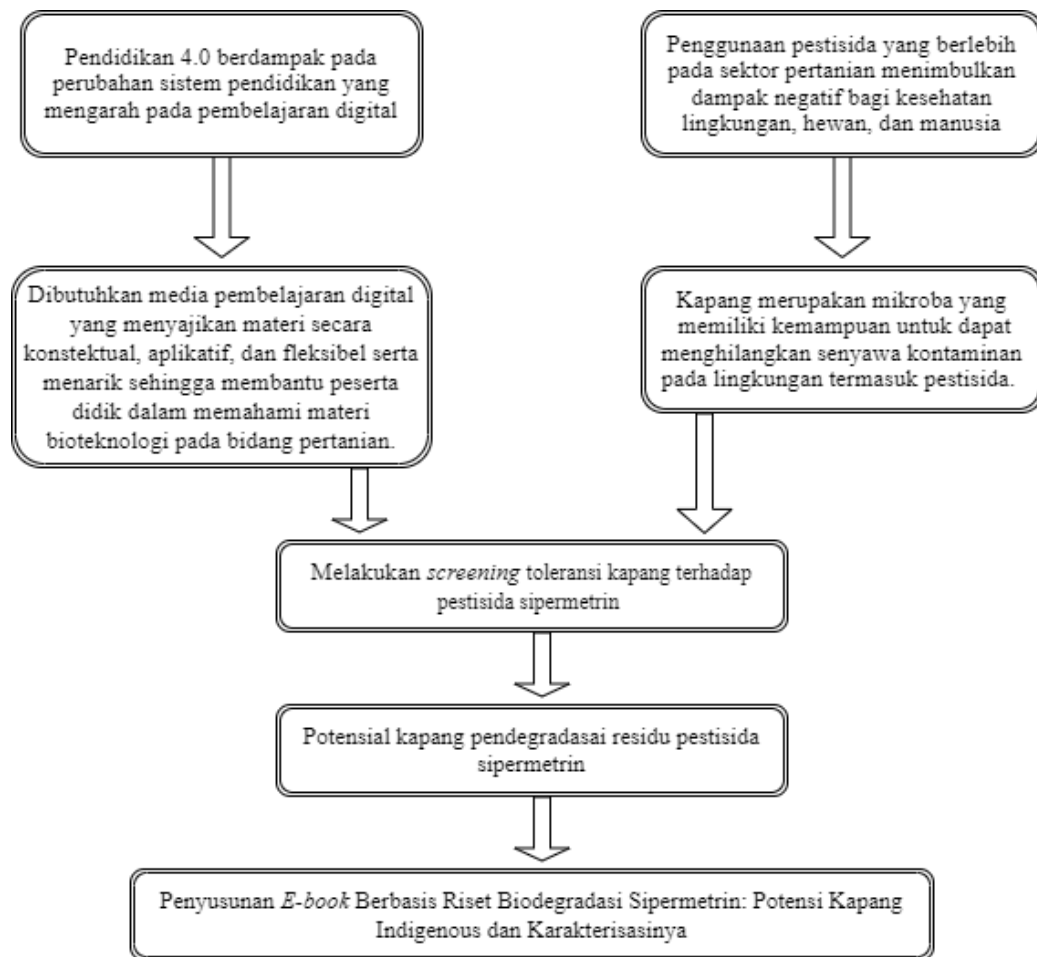 Pendidikan 4.0 berdampak pada
perubahan sistem pendidikan yang
mengarah pada pembelajaran digital
Penggunaan pestisida yang berlebih
pada sektor pertanian menimbulkan
dampak negatif bagi kesehatan
lingkungan, hewan, dan manusia
Dibutuhkan media pembelajaran digital
yang menyajikan materi secara
konstektual, aplikatif, dan fleksibel serta
menarik sehingga membantu peserta
didik dalam memahami materi
bioteknologi pada bidang pertanian.
Kapang merupakan mikroba yang
memiliki kemampuan untuk dapat
menghilangkan senyawa kontaminan
pada lingkungan termasuk pestisida.
Melakukan screening toleransi kapang terhadap
pestisida sipermetrin
Potensial kapang pendegradasai residu pestisida
sipermetrin
Penyusunan E-book Berbasis Riset Biodegradasi Sipermetrin: Potensi Kapang
Indigenous dan Karakterisasinya